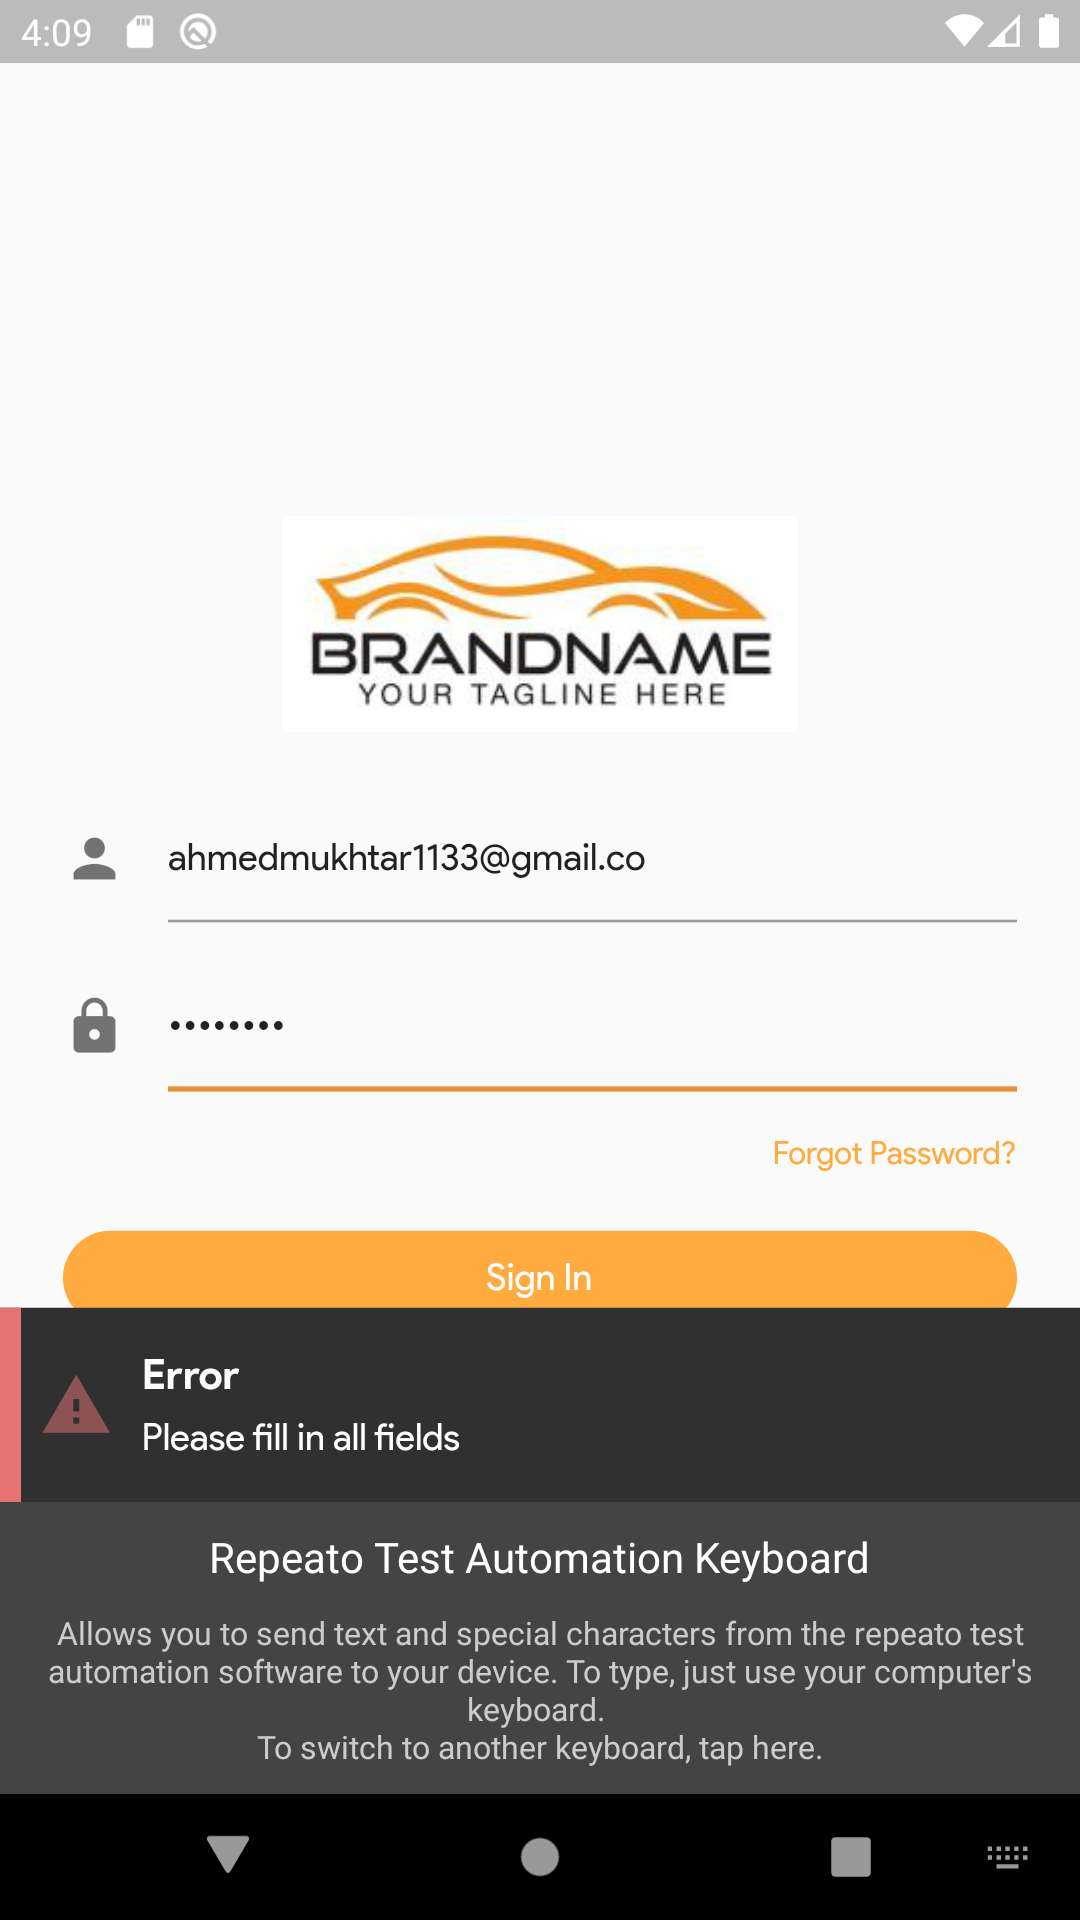 4:09
BRANDNAME
YOUR TAGLINE HERE
ahmedmukhtar1133@gmail.co
••••••••
Forgot Password?
Sign In
Error
Please fill in all fields
Repeato Test Automation Keyboard
Allows you to send text and special characters from the repeato test
automation software to your device. To type, just use your computer's
keyboard.
To switch to another keyboard, tap here.